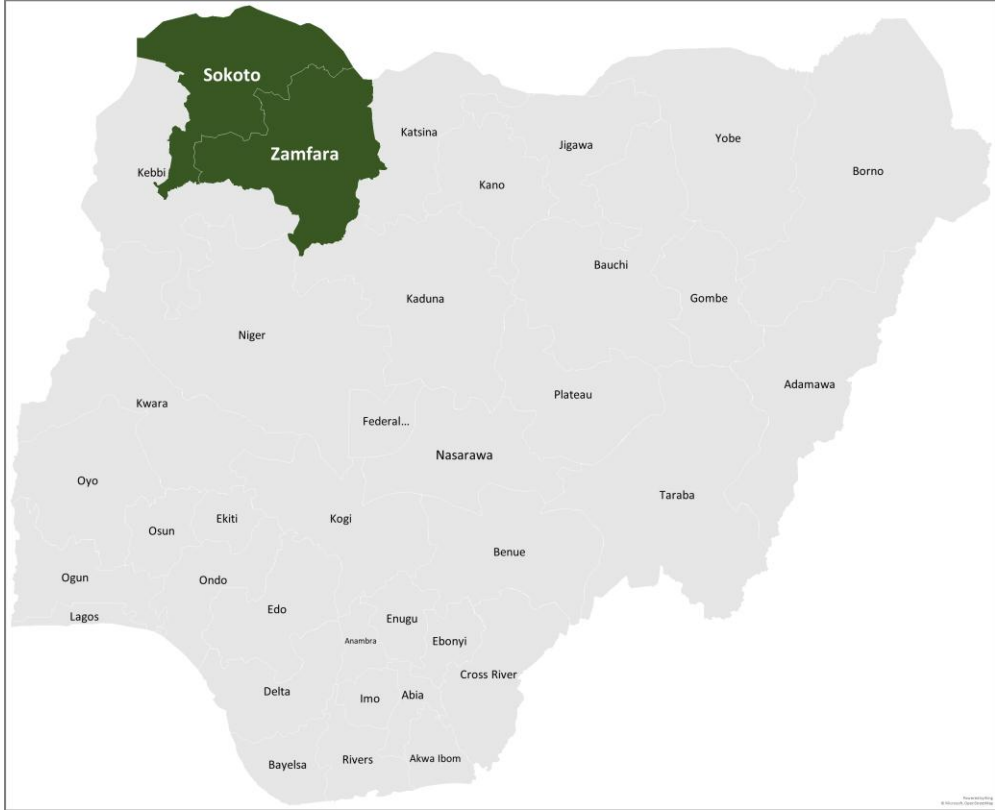 Sokoto
Zamfara
Katsina
Kebbi
Kano
Jigawa
Yobe
Borno
Bauchi
Gombe
Kaduna
Niger
Adamawa
Plateau
Kwara
Federal...
Nasarawa
Oyo
Taraba
Ekiti
Kogi
Osun
Benue
Ogun
Ondo
Lagos
Edo
Enugu
Anambra
Ebonyi
Cross River
Delta
Imo
Abia
Bayelsa
Rivers
Akwa Ibom